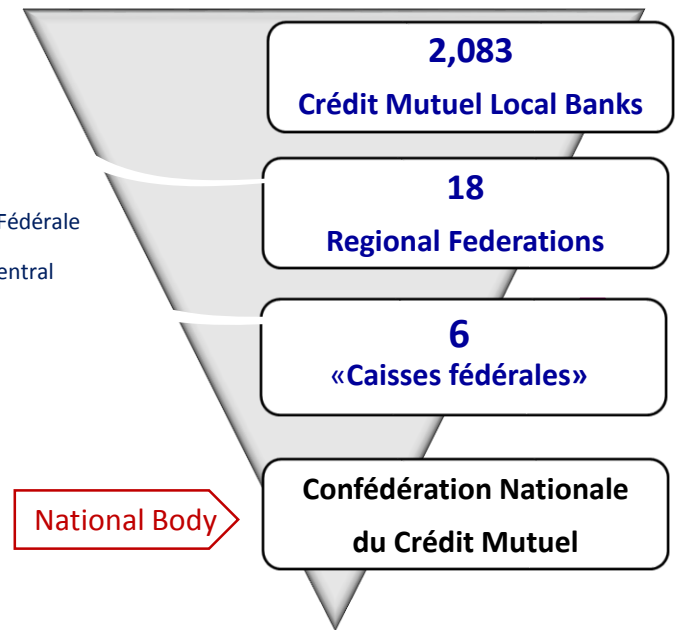 2,083
Crédit Mutuel Local Banks
18
Regional Federations
Fédérale
entral
6
«Caisses fédérales»
National Body
Confédération Nationale
du Crédit Mutuel